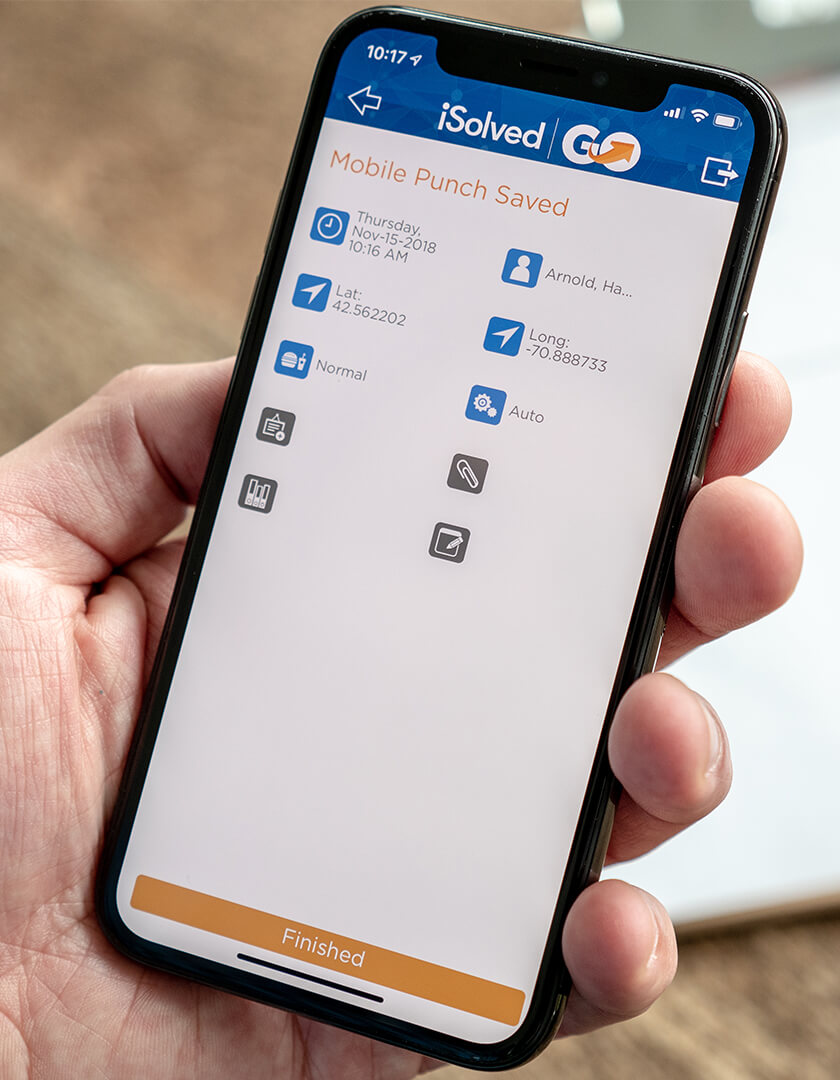 10:17
iSolved GO
Mobile Punch Saved
Thursday,
Nov-15-2018
10:16 AM
Arnold, Ha...
Lat:
42.562202
Long:
-70.888733
Normal
Auto
Finished